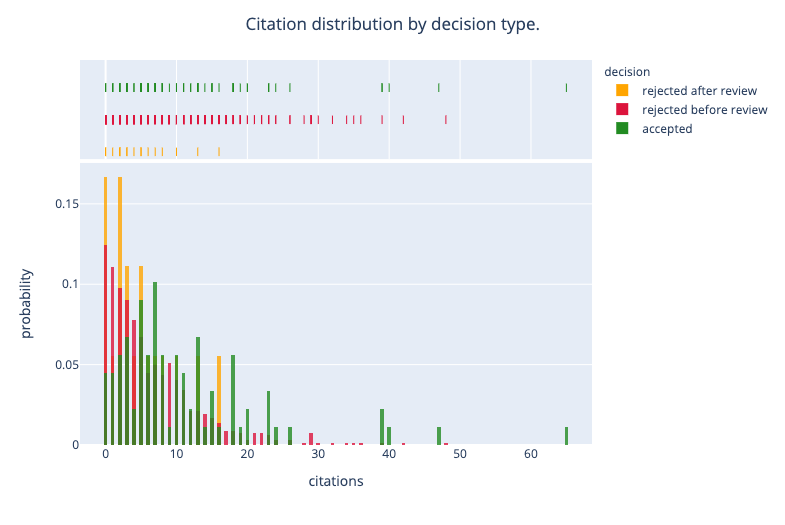 Citation distribution by decision type.
decision
rejected after review
rejected before review
accepted
0.15
0.1
0.05
0
probability
0 10 20 30 40 50 60
citations